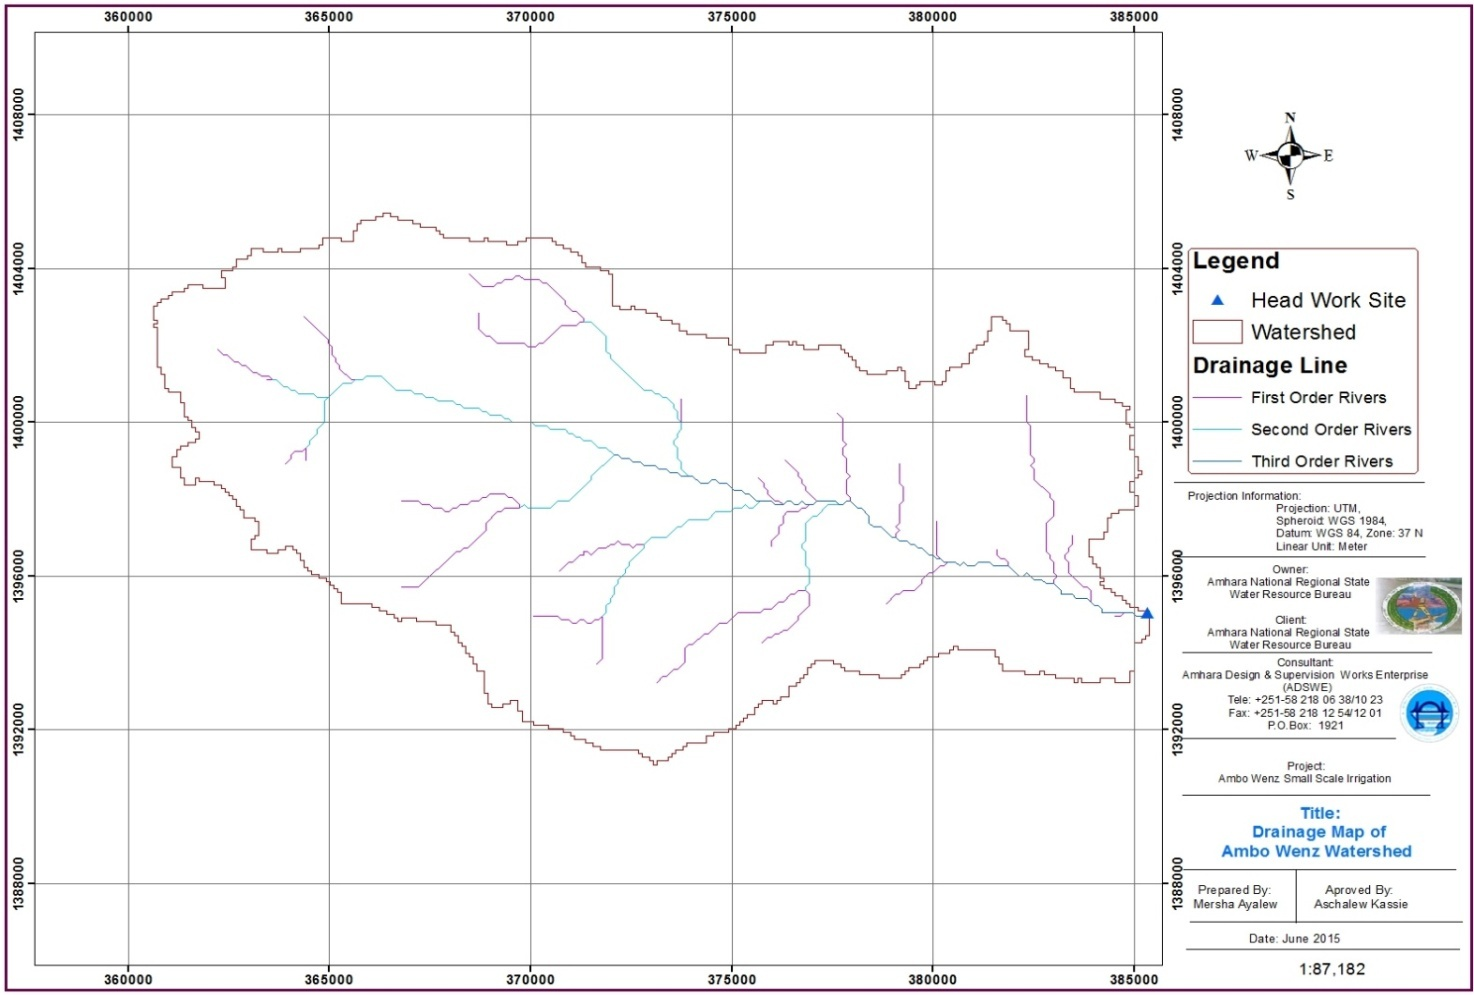 360000 365000 370000 375000 380000 385000
1408000 1408000
1404000 1404000
1400000 1400000
1396000 1396000
1392000 1392000
1388000 1388000
360000 365000 370000 375000 380000 385000
N
W E
S
Legend
Head Work Site
Watershed
Drainage Line
First Order Rivers
Second Order Rivers
Third Order Rivers
Projection Information:
Projection: UTM,
Spheroid: WGS 1984,
Datum: WGS 84, Zone: 37 N
Linear Unit: Meter
Owner:
Amhara National Regional State
Water Resource Bureau
Client:
Amhara National Regional State
Water Resource Bureau
Consultant:
Amhara Design & Supervision Works Enterprise
(ADSWE)
Tele: +251-58 218 06 38/10 23
Fax: +251-58 218 12 54/12 01
P.O.Box: 1921
Project:
Ambo Wenz Small Scale Irrigation
Title:
Drainage Map of
Ambo Wenz Watershed
Prepared By:
Mersha Ayalew
Aproved By:
Aschalew Kassie
Date: June 2015
1:87,182